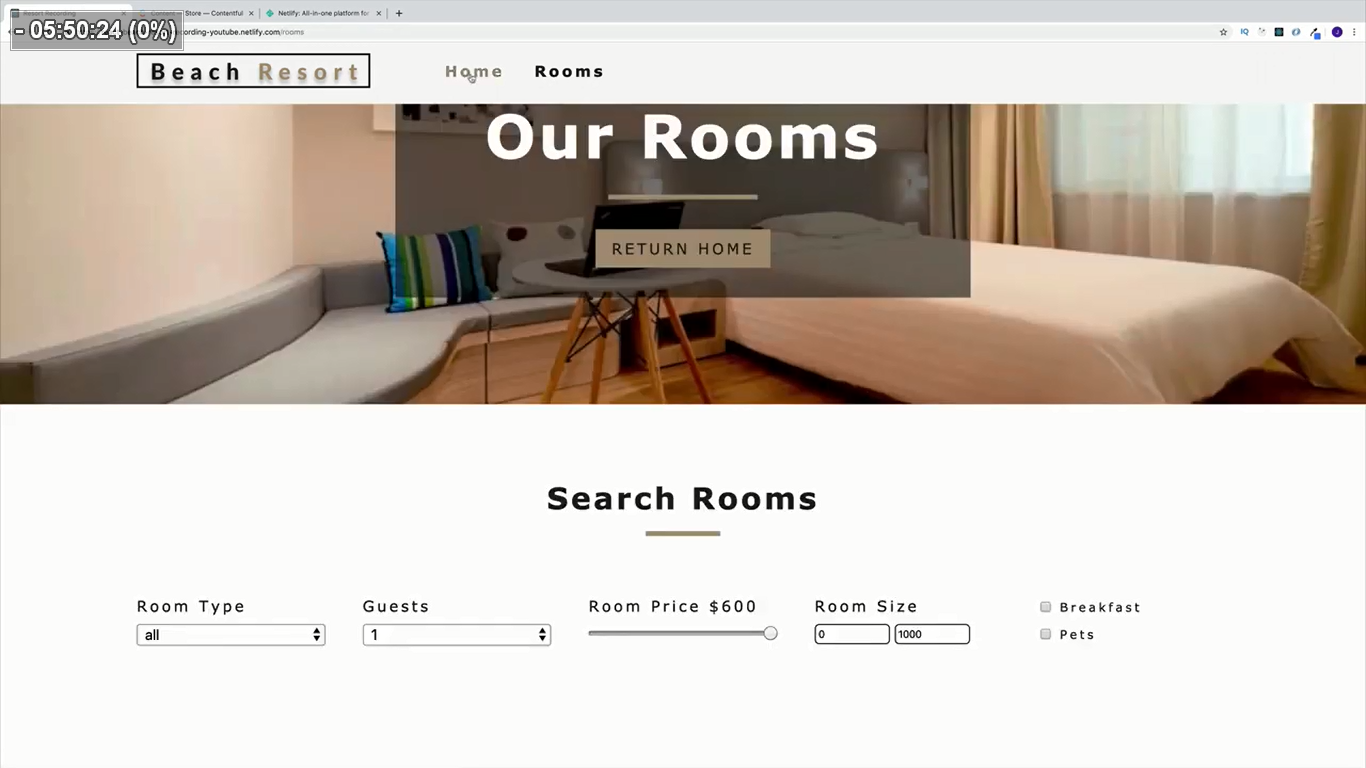 - 05:50:24 (0%)
Store — Contentful
Netlify: All-in-one platform for
ording-youtube.netlify.com/rooms
IQ
J
Beach Resort
Home
Rooms
Our Rooms
RETURN HOME
Search Rooms
Room Type
Guests
Room Price $600
Room Size
Breakfast
all
1
0
1000
Pets